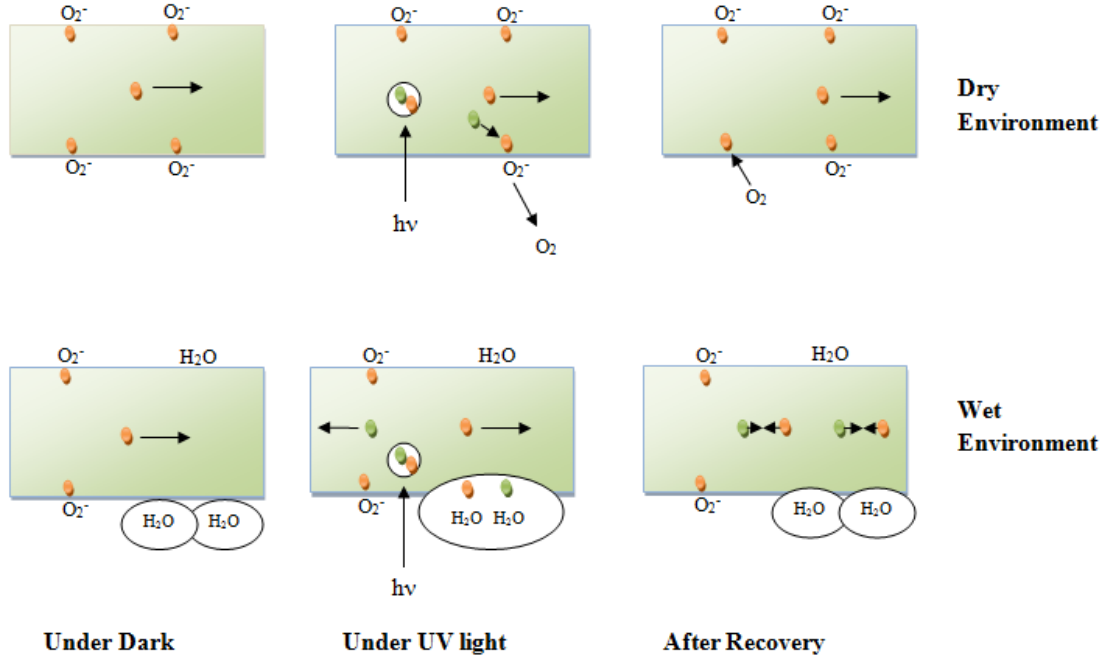 O₂⁻ O₂⁻ O₂⁻ O₂⁻ O₂⁻ O₂⁻
Dry
Environment
O₂⁻ O₂⁻ O₂⁻ O₂⁻
O₂
hν
O₂
O₂⁻ H₂O O₂⁻ H₂O O₂⁻ H₂O
Wet
Environment
O₂⁻ H₂O H₂O O₂⁻ H₂O H₂O O₂⁻ H₂O H₂O
hν
Under Dark Under UV light After Recovery